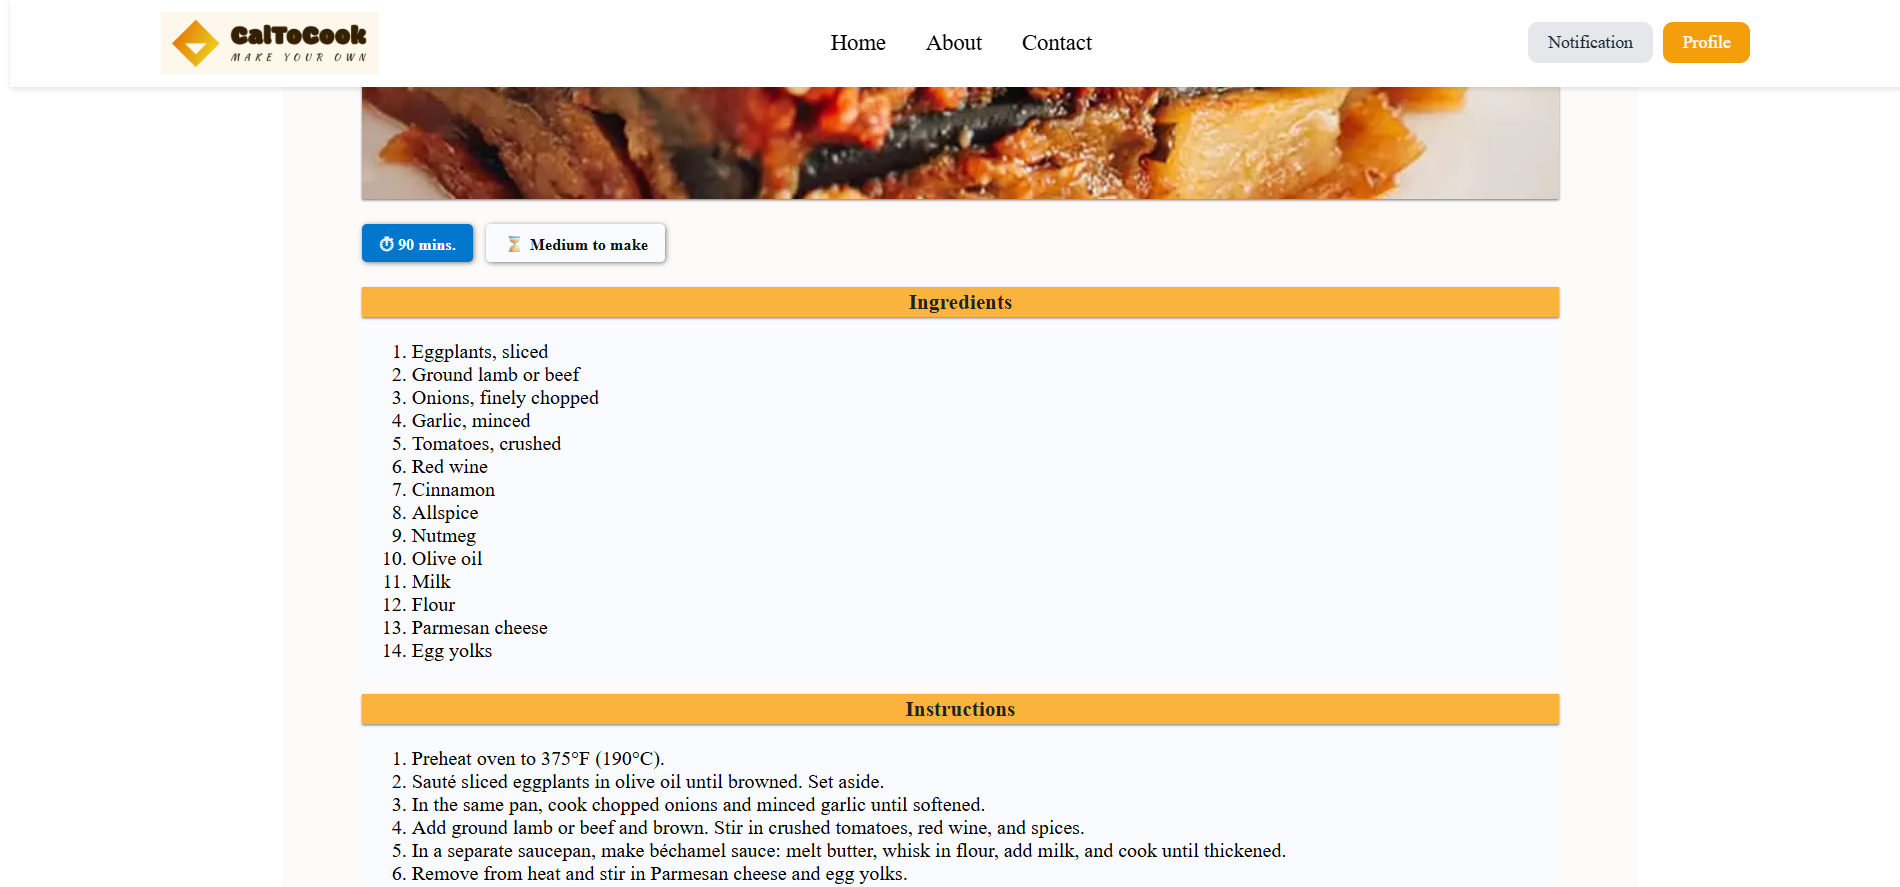 CalToCook
MAKE YOUR OWN
Home
About
Contact
Notification
Profile
90 mins.
Medium to make
Ingredients
1. Eggplants, sliced
2. Ground lamb or beef
3. Onions, finely chopped
4. Garlic, minced
5. Tomatoes, crushed
6. Red wine
7. Cinnamon
8. Allspice
9. Nutmeg
10. Olive oil
11. Milk
12. Flour
13. Parmesan cheese
14. Egg yolks
Instructions
1. Preheat oven to 375°F (190°C).
2. Sauté sliced eggplants in olive oil until browned. Set aside.
3. In the same pan, cook chopped onions and minced garlic until softened.
4. Add ground lamb or beef and brown. Stir in crushed tomatoes, red wine, and spices.
5. In a separate saucepan, make béchamel sauce: melt butter, whisk in flour, add milk, and cook until thickened.
6. Remove from heat and stir in Parmesan cheese and egg yolks.